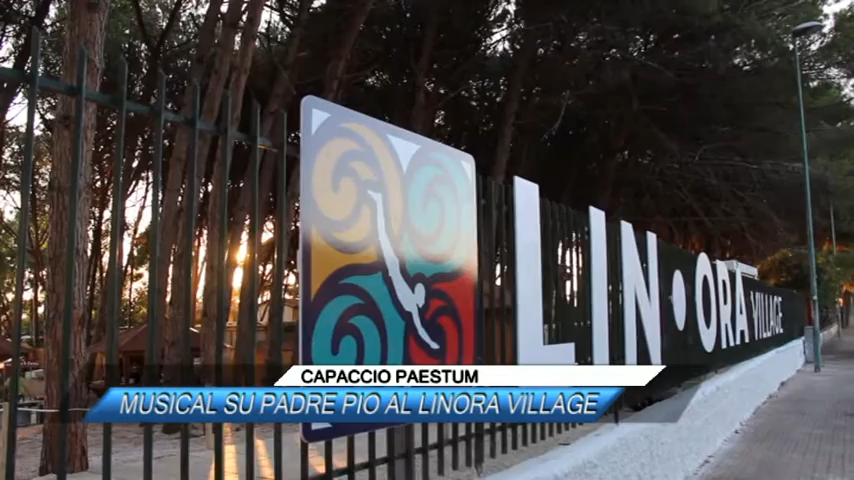 LIN•ORA VILLAGE
CAPACCIO PAESTUM
MUSICAL SU PADRE PIO AL LINORA VILLAGE